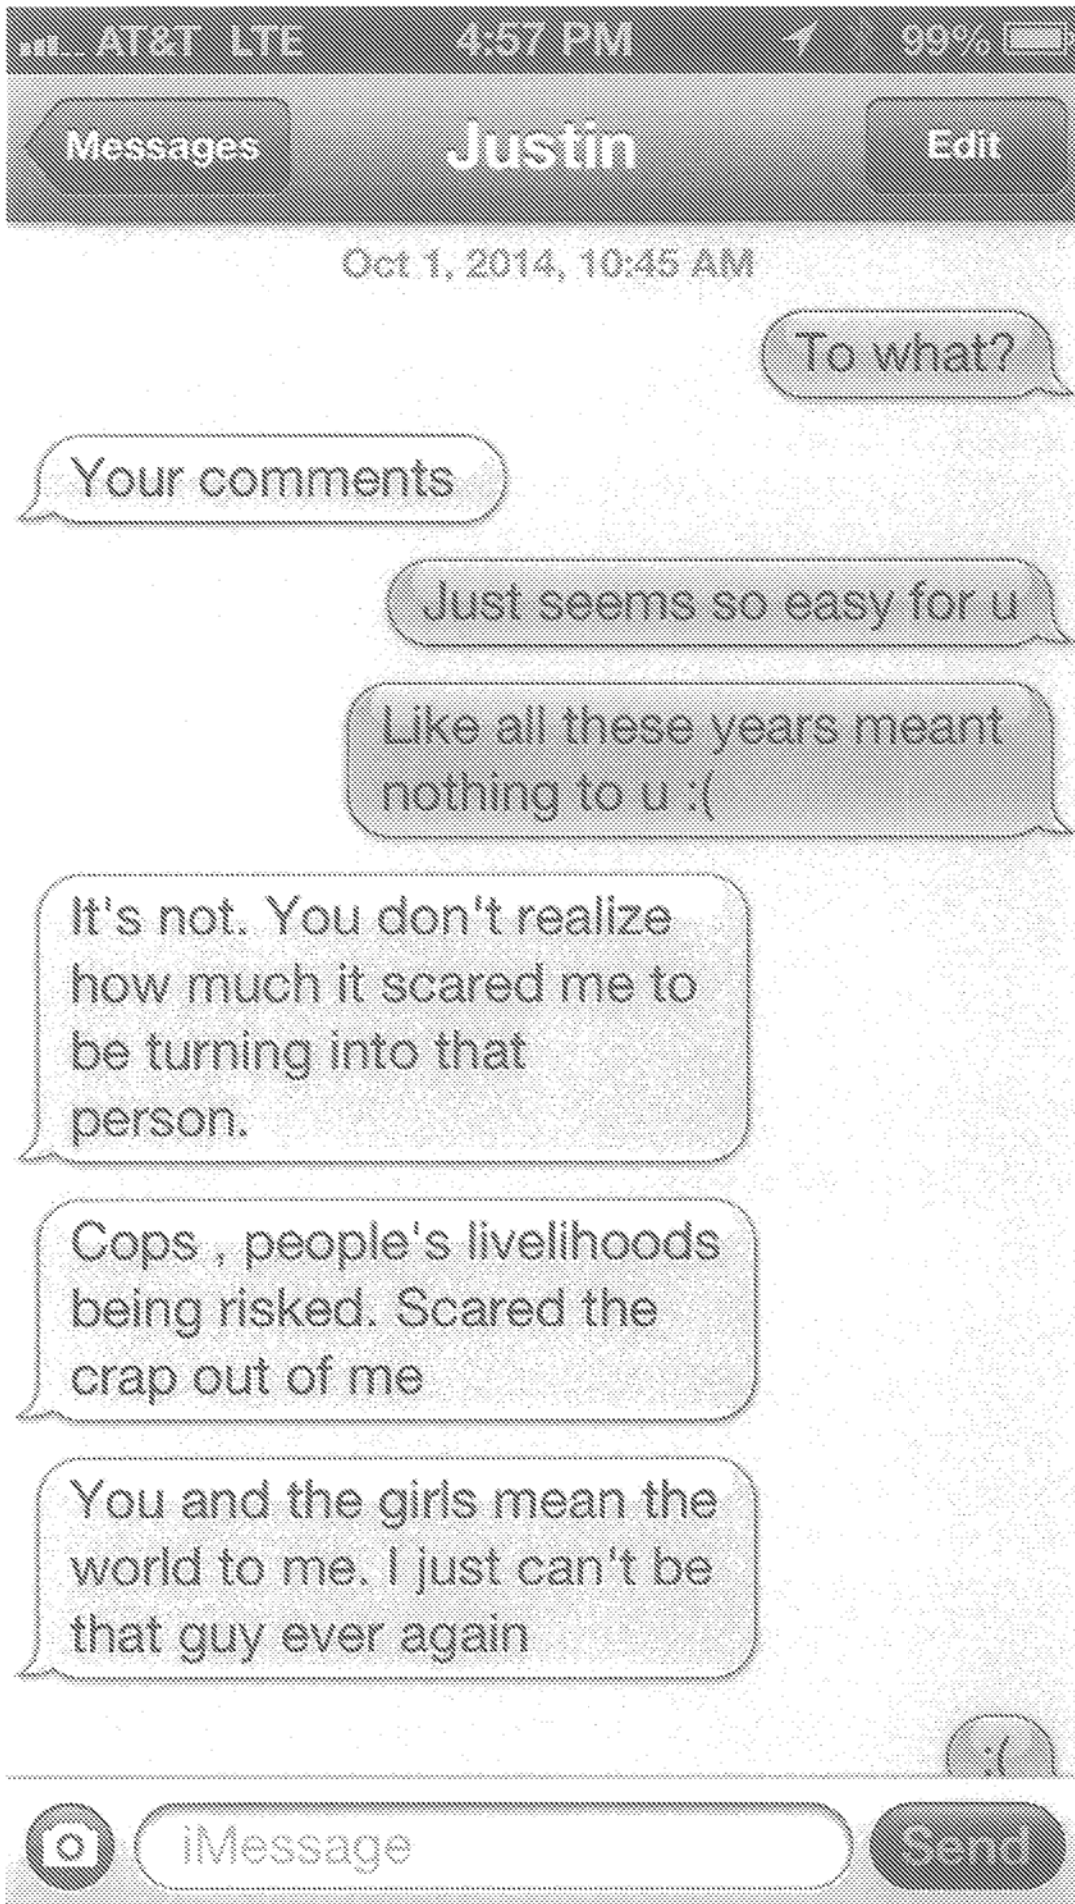 AT&T LTE 4:57 PM 99%
Messages Justin Edit
Oct 1, 2014, 10:45 AM
To what?
Your comments
Just seems so easy for u
Like all these years meant
nothing to u :(
It's not. You don't realize
how much it scared me to
be turning into that
person.
Cops , people's livelihoods
being risked. Scared the
crap out of me
You and the girls mean the
world to me. I just can't be
that guy ever again
:(
iMessage Send